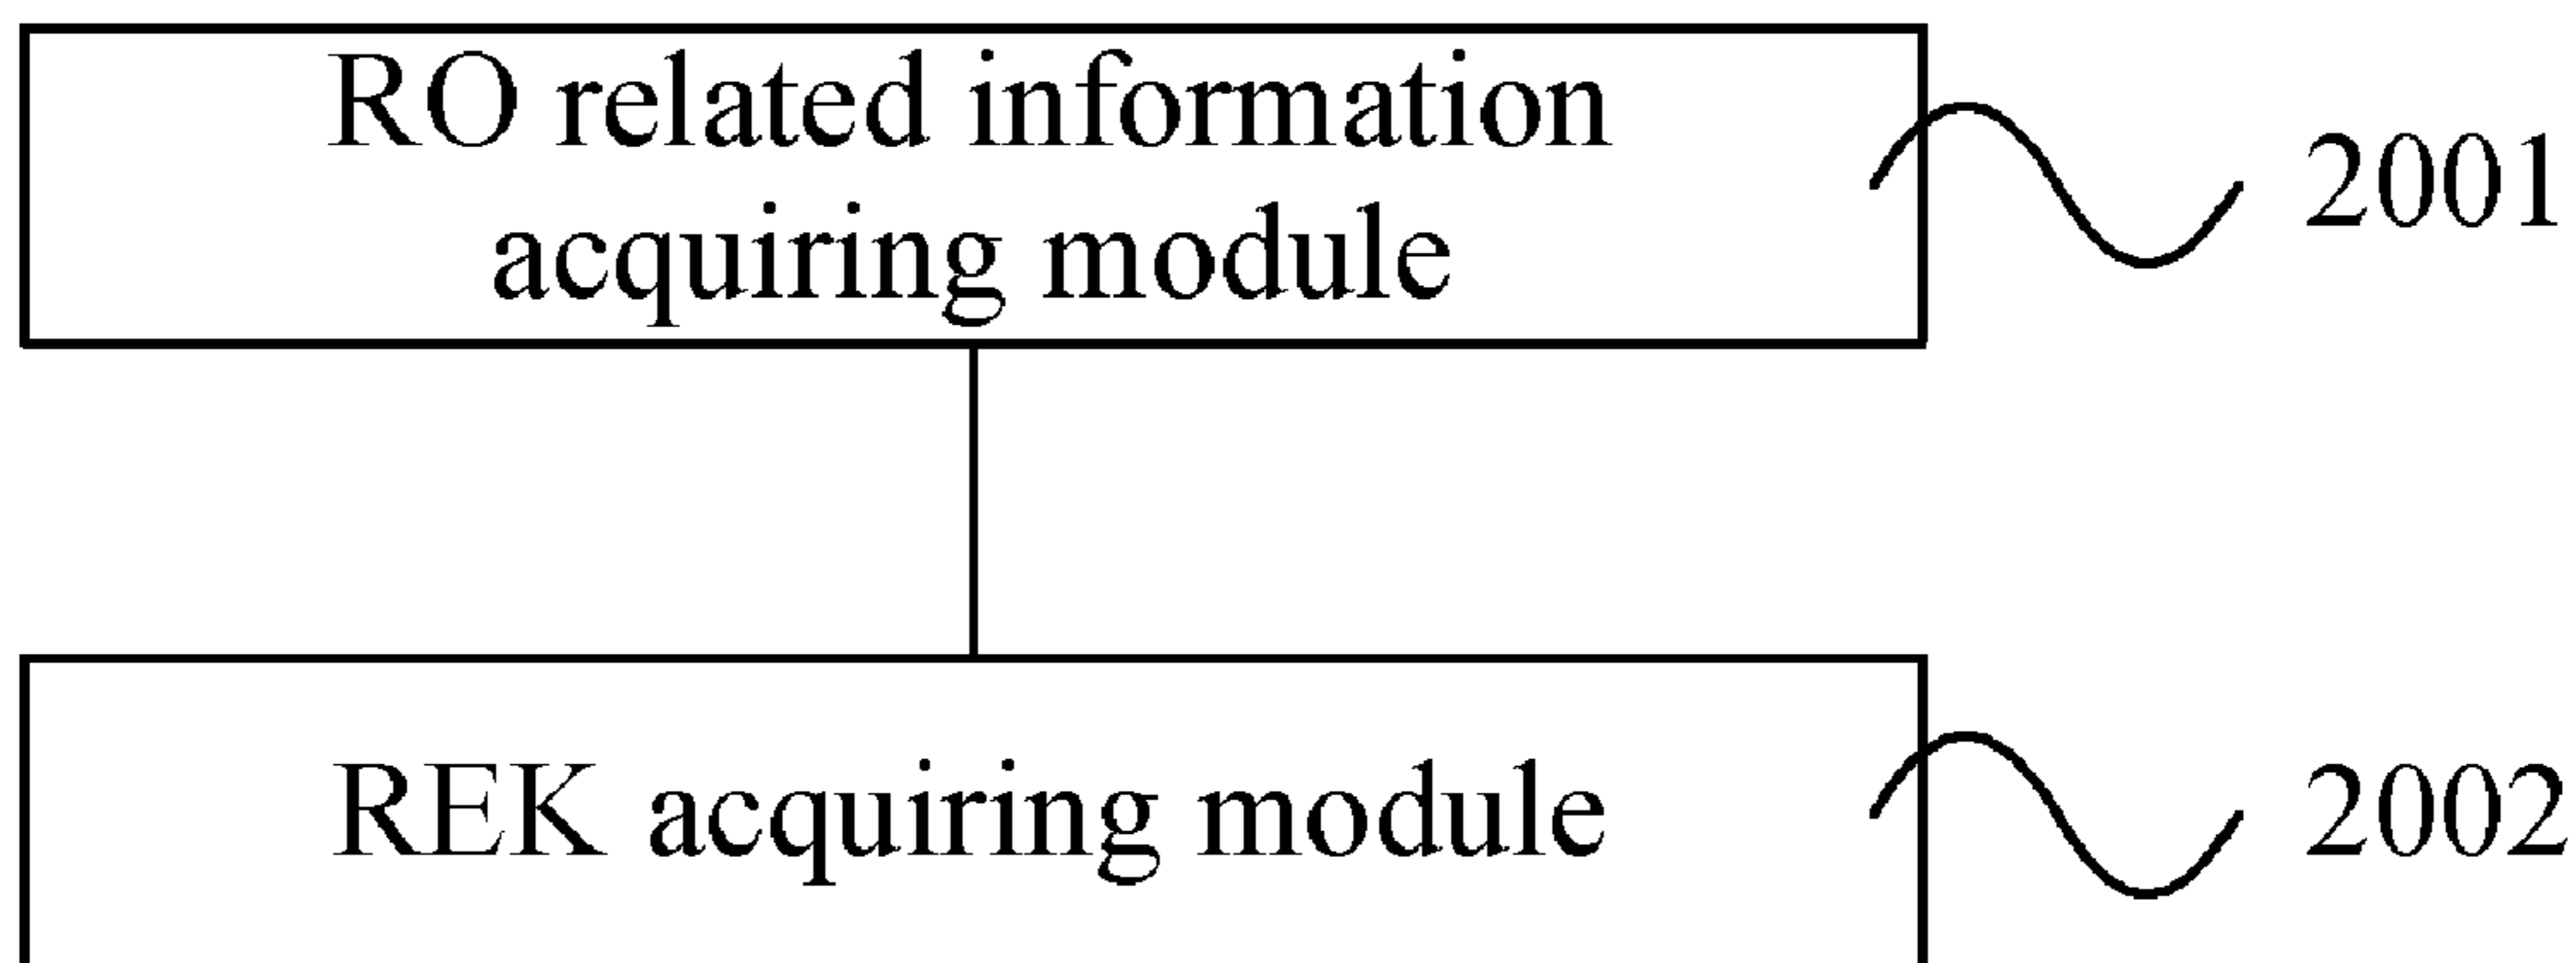 RO related information
acquiring module
2001
REK acquiring module
2002